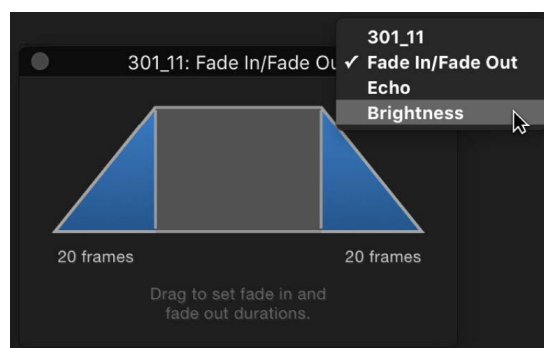 301_11
301_11: Fade In/Fade Ou
✓ Fade In/Fade Out
Echo
Brightness
20 frames
20 frames
Drag to set fade in and
fade out durations.